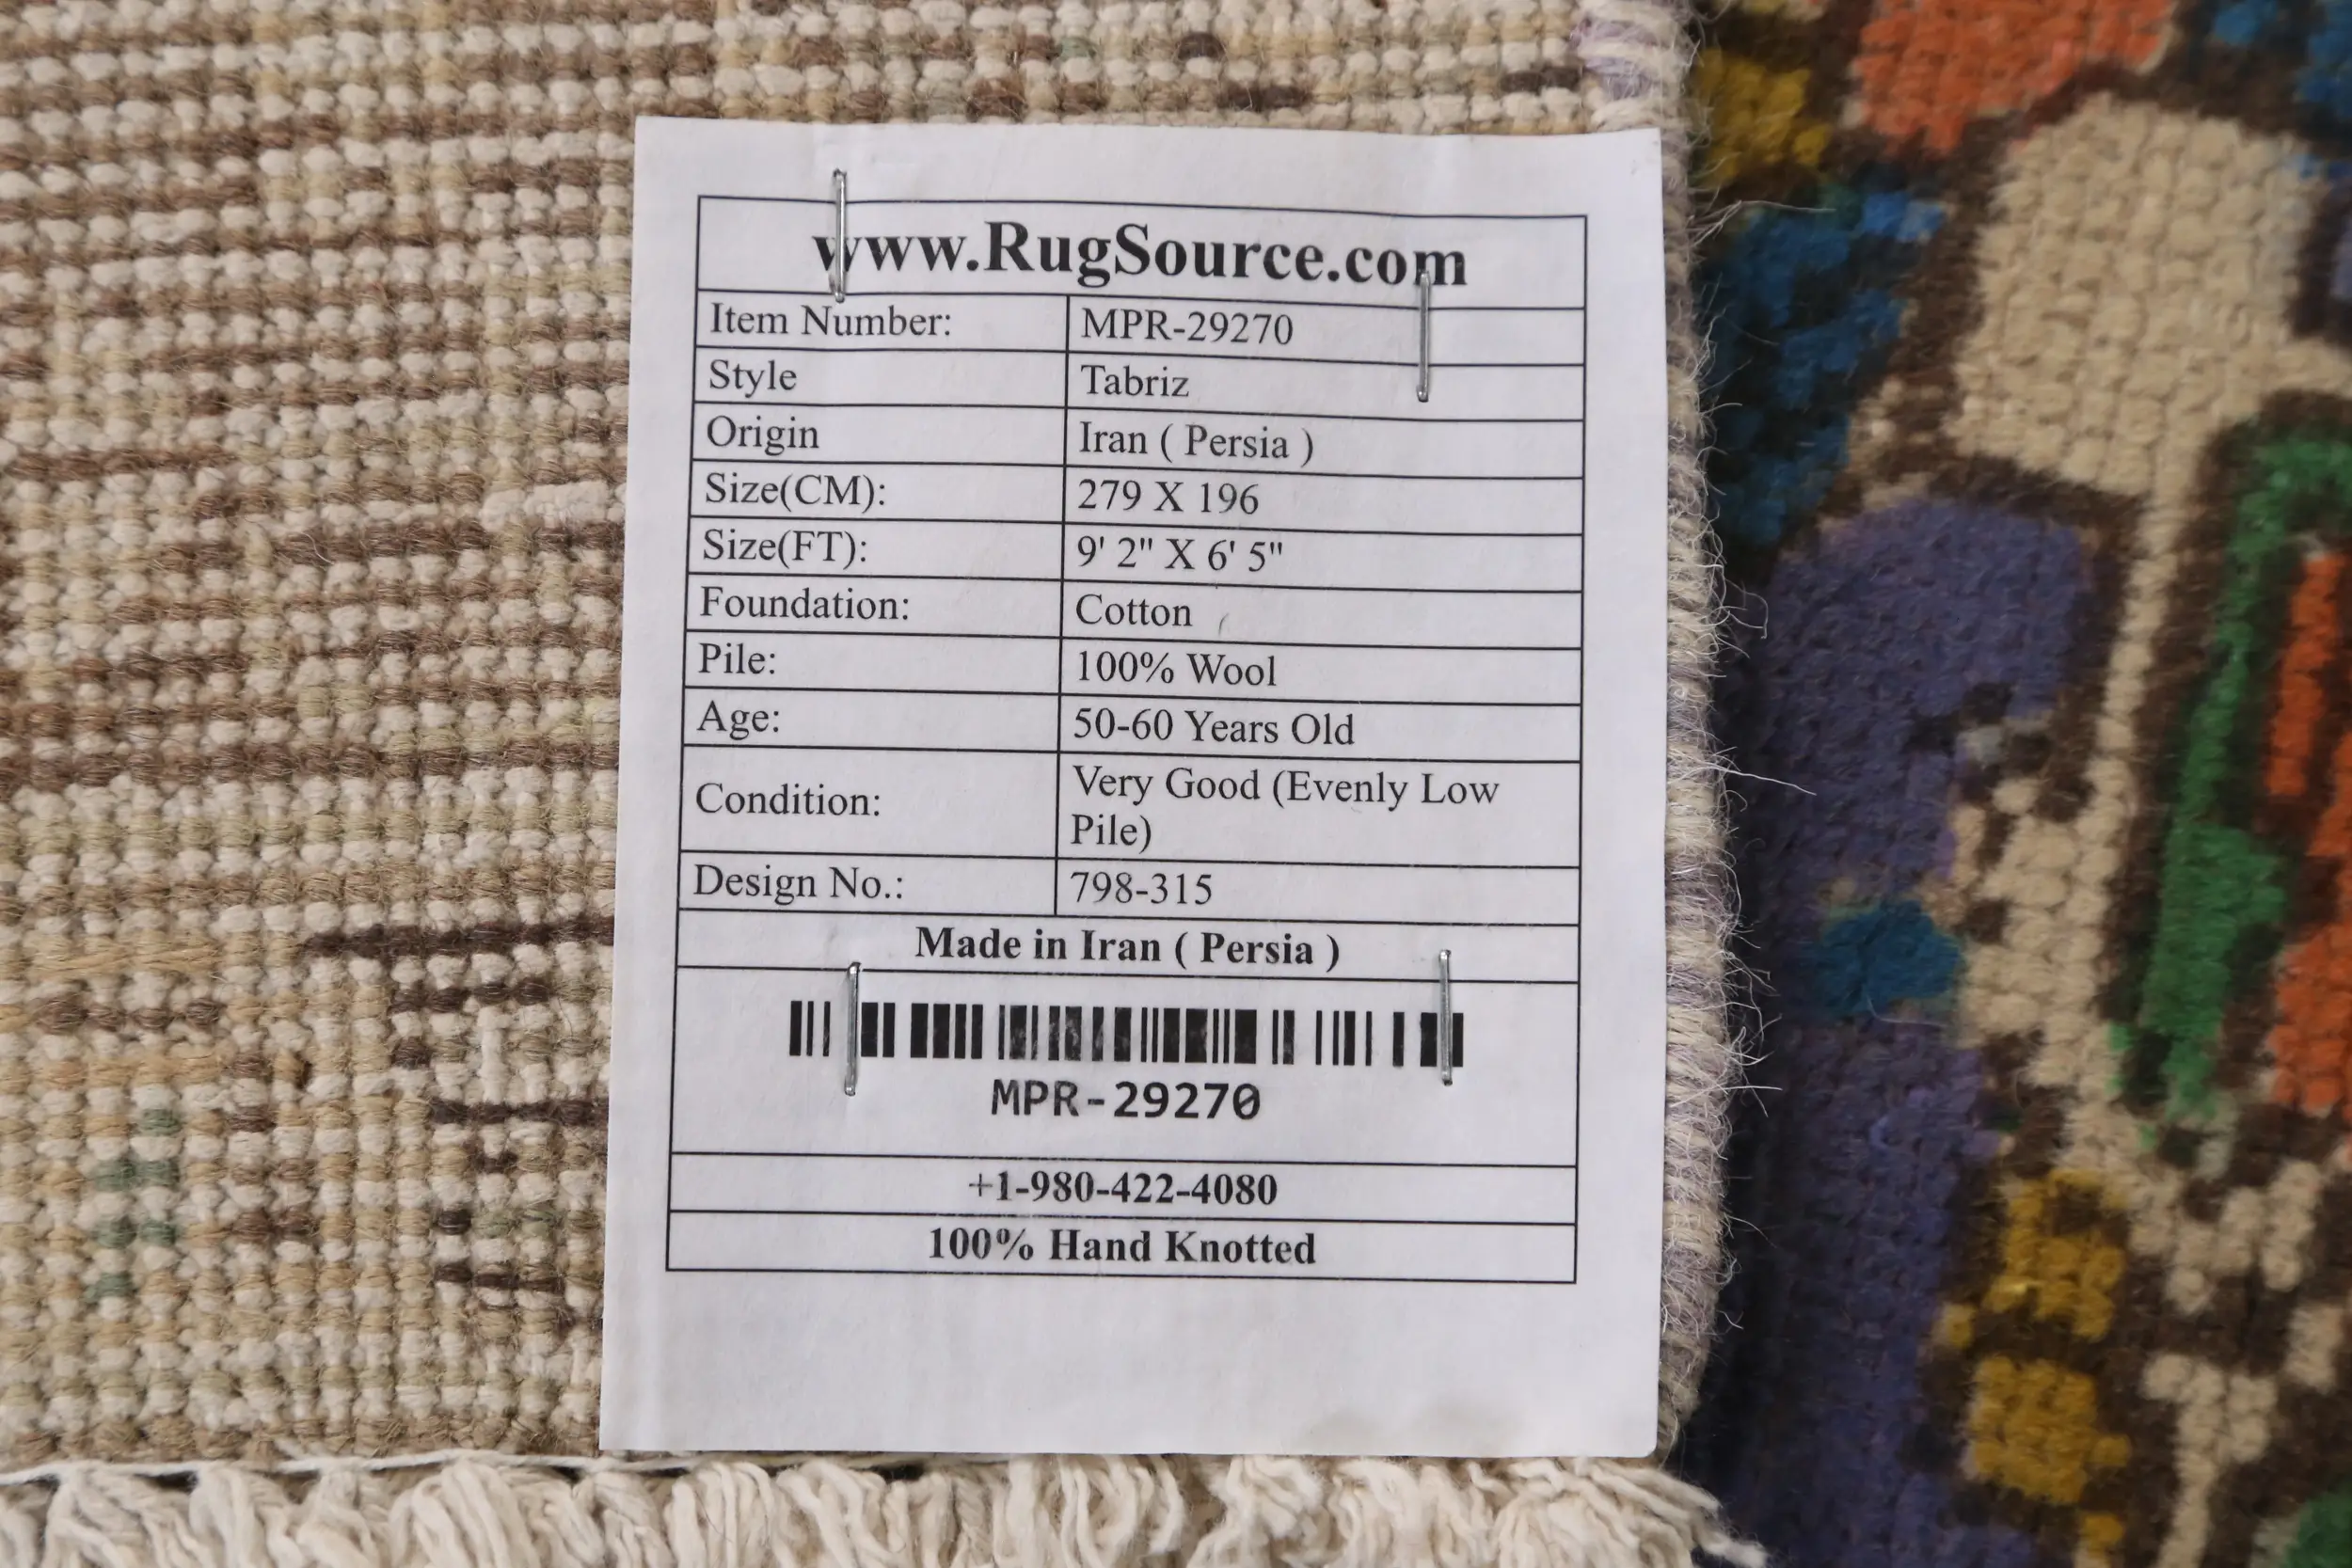 www.RugSource.com
Item Number: MPR-29270
Style Tabriz
Origin Iran ( Persia )
Size(CM): 279 X 196
Size(FT): 9' 2" X 6' 5"
Foundation: Cotton
Pile: 100% Wool
Age: 50-60 Years Old
Condition: Very Good (Evenly Low
Pile)
Design No.: 798-315
Made in Iran ( Persia )
MPR-29270
+1-980-422-4080
100% Hand Knotted